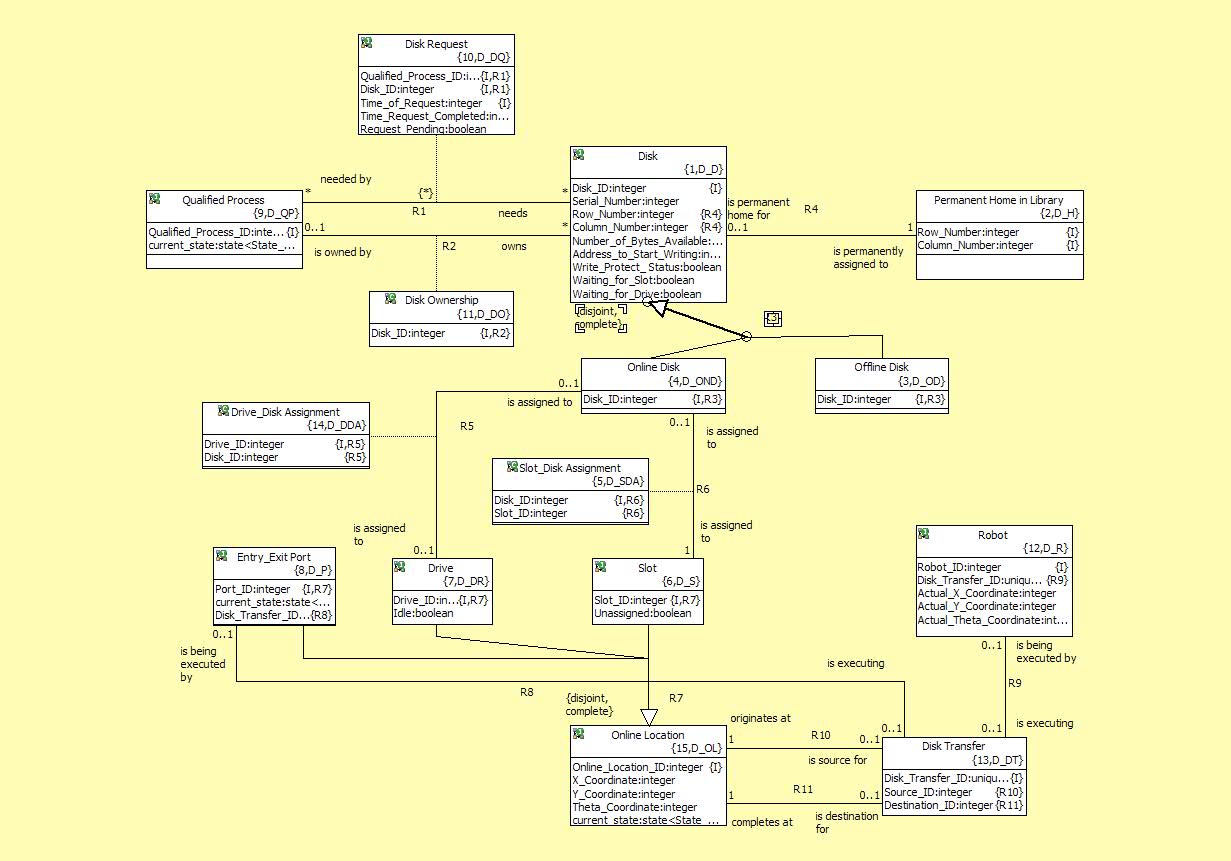 Disk Request
{10,D_DQ}
Qualified_Process_ID:i...{I,R1}
Disk_ID:integer {I,R1}
Time_of_Request:integer {I}
Time_Request_Completed:in...
Request_Pending:boolean
Disk
{1,D_D}
Disk_ID:integer {I}
Serial_Number:integer
Row_Number:integer {R4}
Column_Number:integer {R4}
Number_of_Bytes_Available:...
Address_to_Start_Writing:in...
Write_Protect_ Status:boolean
Waiting_for_Slot:boolean
Waiting_for_Drive:boolean
needed by
* {*} *
R1
needs
Qualified Process
{9,D_QP}
Qualified_Process_ID:inte... {I}
current_state:state<State_...
0..1 *
is owned by
R2
owns
is permanent
home for
R4
0..1 1
is permanently
assigned to
Permanent Home in Library
{2,D_H}
Row_Number:integer {I}
Column_Number:integer {I}
Disk Ownership
{11,D_DO}
Disk_ID:integer {I,R2}
{disjoint,
complete}
Online Disk
{4,D_OND}
Disk_ID:integer {I,R3}
Offline Disk
{3,D_OD}
Disk_ID:integer {I,R3}
0..1
is assigned to
R5
Drive_Disk Assignment
{14,D_DDA}
Drive_ID:integer {I,R5}
Disk_ID:integer {R5}
0..1
is assigned
to
Slot_Disk Assignment
{5,D_SDA}
Disk_ID:integer {I,R6}
Slot_ID:integer {R6}
R6
is assigned
to
0..1
is assigned
to
1
Entry_Exit Port
{8,D_P}
Port_ID:integer {I,R7}
current_state:state<...
Disk_Transfer_ID...{R8}
Drive
{7,D_DR}
Drive_ID:in...{I,R7}
Idle:boolean
Slot
{6,D_S}
Slot_ID:integer {I,R7}
Unassigned:boolean
Robot
{12,D_R}
Robot_ID:integer {I}
Disk_Transfer_ID:uniqu... {R9}
Actual_X_Coordinate:integer
Actual_Y_Coordinate:integer
Actual_Theta_Coordinate:int...
0..1
is being
executed
by
R8
is executing
0..1
0..1
is being
executed by
R9
is executing
0..1
{disjoint,
complete}
R7
Online Location
{15,D_OL}
Online_Location_ID:integer {I}
X_Coordinate:integer
Y_Coordinate:integer
Theta_Coordinate:integer
current_state:state<State_...
originates at
1 R10 0..1
is source for
1 R11 0..1
completes at
is destination
for
Disk Transfer
{13,D_DT}
Disk_Transfer_ID:uniqu...{I}
Source_ID:integer {R10}
Destination_ID:integer{R11}